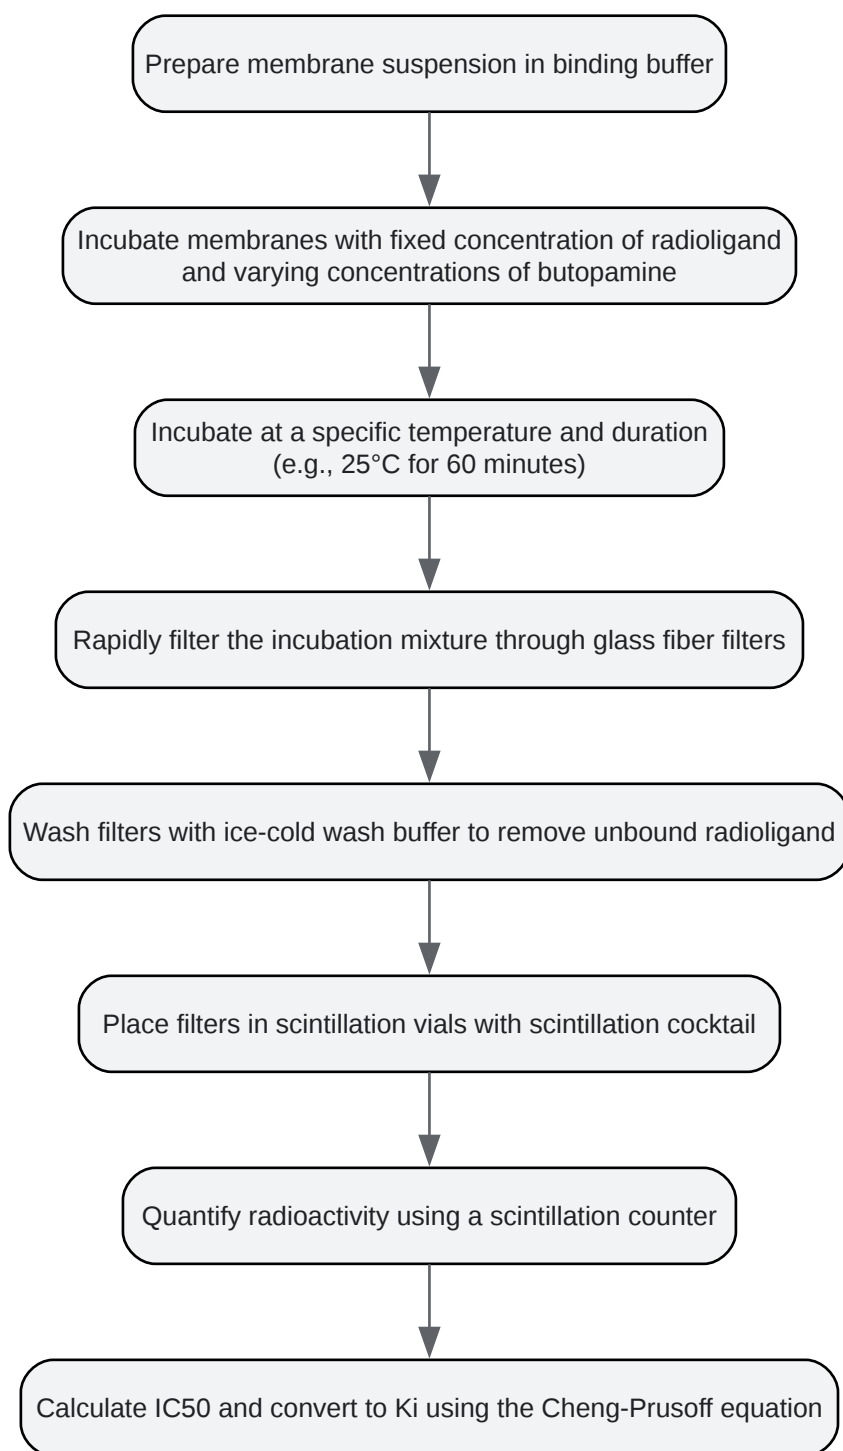 Prepare membrane suspension in binding buffer
Incubate membranes with fixed concentration of radioligand
and varying concentrations of butopamine
Incubate at a specific temperature and duration
(e.g., 25°C for 60 minutes)
Rapidly filter the incubation mixture through glass fiber filters
Wash filters with ice-cold wash buffer to remove unbound radioligand
Place filters in scintillation vials with scintillation cocktail
Quantify radioactivity using a scintillation counter
Calculate IC50 and convert to Ki using the Cheng-Prusoff equation